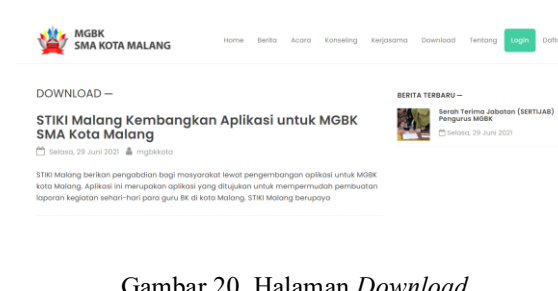 MGBK
SMA KOTA MALANG
Home Berita Acara Konseling Kerjasama Download Tentang Login Dafta
DOWNLOAD —
STIKI Malang Kembangkan Aplikasi untuk MGBK
SMA Kota Malang
Selasa, 29 Juni 2021 mgbkkota
STIKI Malang berikan pengabdian bagi masyarakat lewat pengembangan aplikasi untuk MGBK
kota Malang. Aplikasi ini merupakan aplikasi yang ditujukan untuk mempermudah pembuatan
laporan kegiatan sehari-hari para guru BK di kota Malang. STIKI Malang berupaya
BERITA TERBARU —
Serah Terima Jabatan (SERTIJAB)
Pengurus MGBK
Selasa, 29 Juni 2021
Gambar 20. Halaman Download